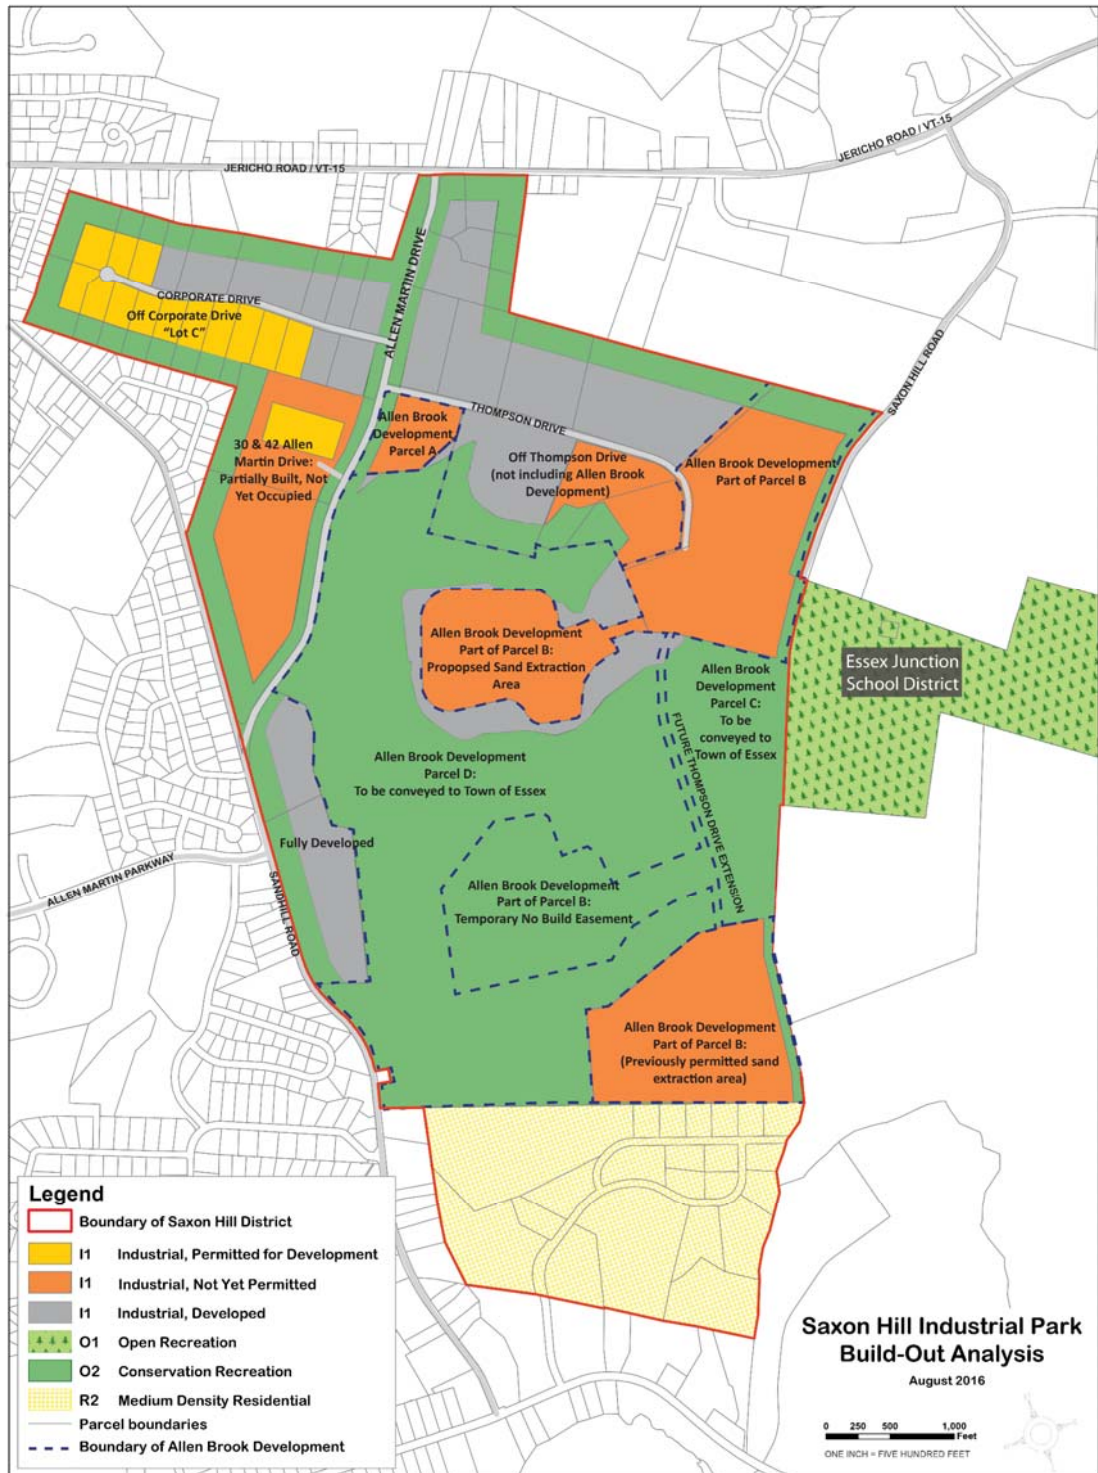 JERICHO ROAD / VT-15
JERICHO ROAD / VT-15
ALLEN MARTIN DRIVE
SAXON HILL ROAD
CORPORATE DRIVE
Off Corporate Drive
"Lot C"
THOMPSON DRIVE
Allen Brook
Development
Parcel A
30 & 42 Allen
Martin Drive:
Partially Built, Not
Yet Occupied
Off Thompson Drive
(not including Allen Brook
Development)
Allen Brook Development
Part of Parcel B
Allen Brook Development
Part of Parcel B:
Propopsed Sand Extraction
Area
Allen Brook
Development
Parcel C:
To be
conveyed to
Town of Essex
Essex Junction
School District
FUTURE THOMPSON DRIVE EXTENSION
Allen Brook Development
Parcel D:
To be conveyed to Town of Essex
Fully Developed
ALLEN MARTIN PARKWAY
SANDHILL ROAD
Allen Brook Development
Part of Parcel B:
Temporary No Build Easement
Allen Brook Development
Part of Parcel B:
(Previously permitted sand
extraction area)
Legend
Boundary of Saxon Hill District
I1 Industrial, Permitted for Development
I1 Industrial, Not Yet Permitted
I1 Industrial, Developed
O1 Open Recreation
O2 Conservation Recreation
R2 Medium Density Residential
Parcel boundaries
Boundary of Allen Brook Development
Saxon Hill Industrial Park
Build-Out Analysis
August 2016
0 250 500 1,000
Feet
ONE INCH = FIVE HUNDRED FEET